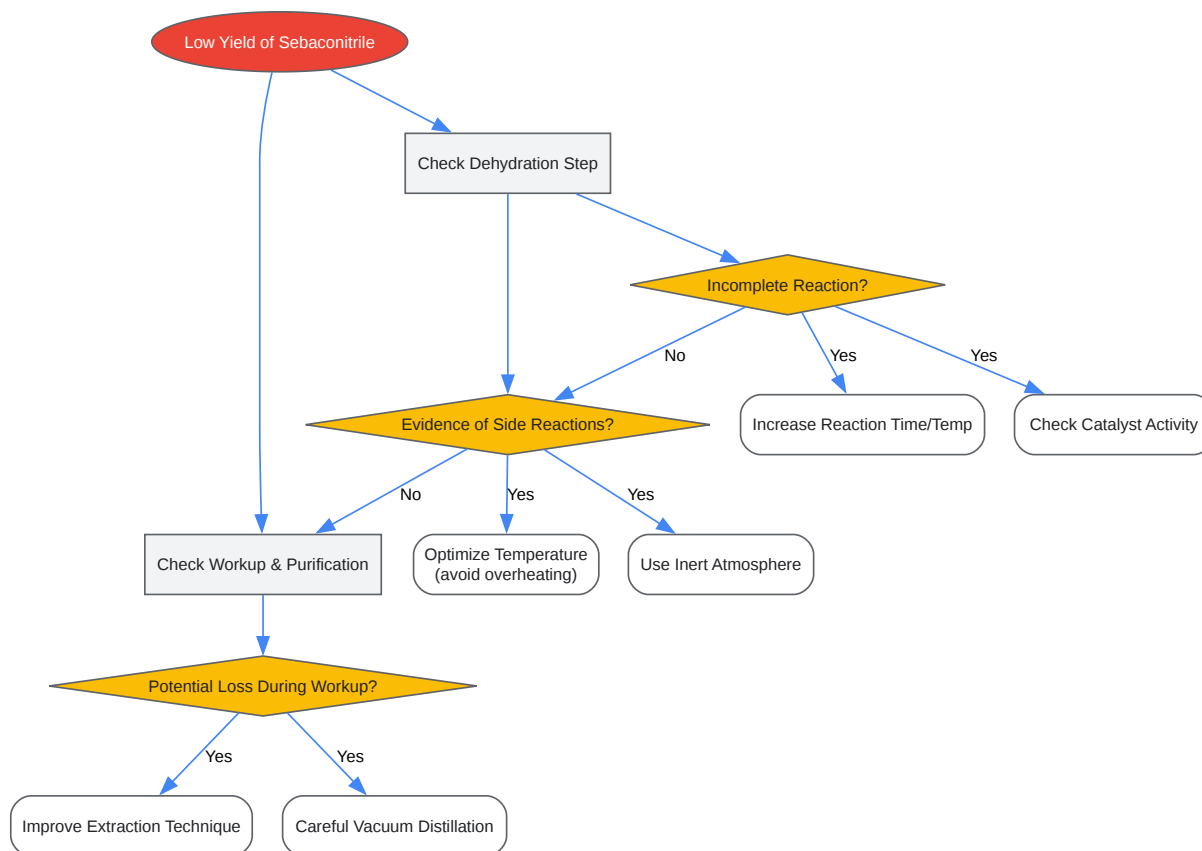 Low Yield of Sebaconitrile
Check Dehydration Step
Incomplete Reaction?
No
Yes
Yes
Evidence of Side Reactions?
Increase Reaction Time/Temp
Check Catalyst Activity
No
Yes
Yes
Check Workup & Purification
Optimize Temperature
(avoid overheating)
Use Inert Atmosphere
Potential Loss During Workup?
Yes
Yes
Improve Extraction Technique
Careful Vacuum Distillation